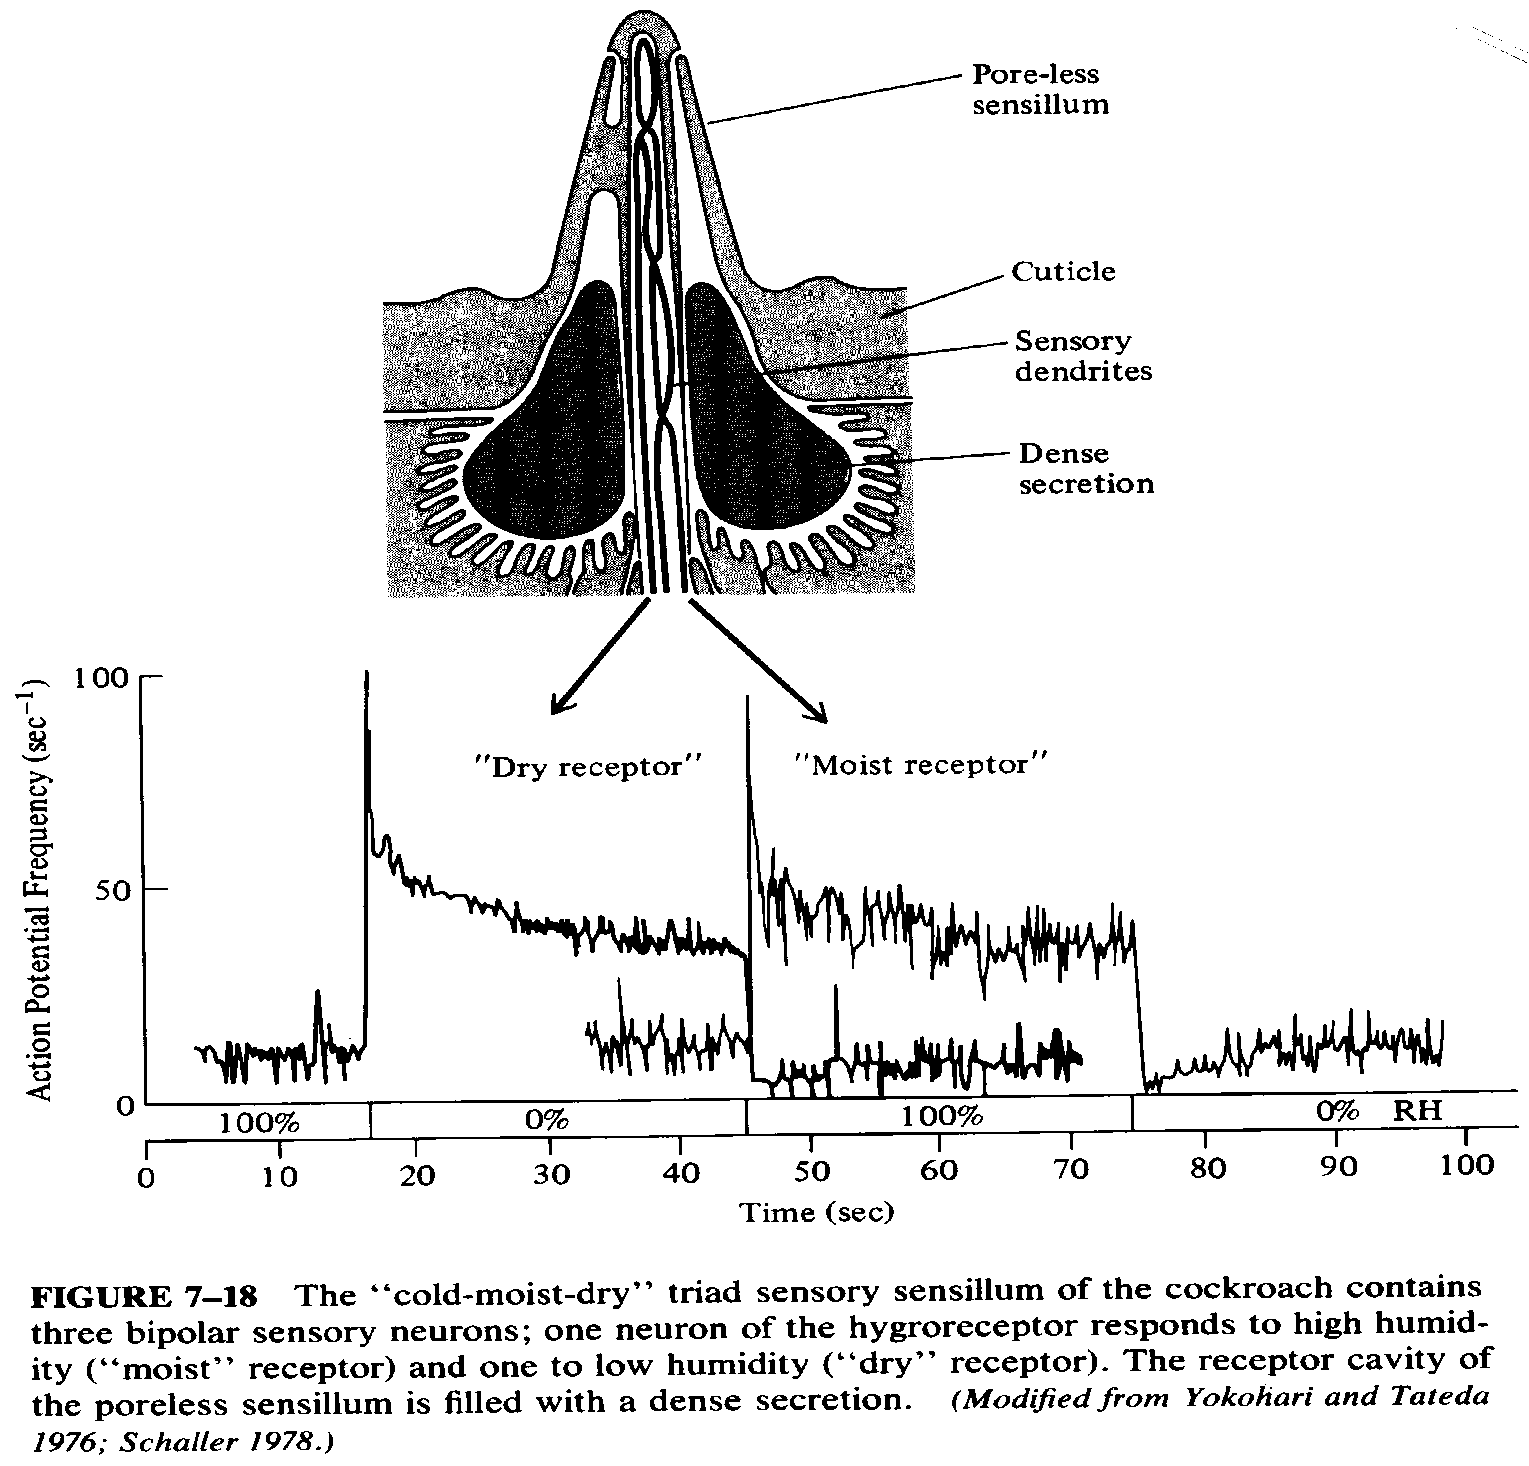 Pore-less
sensillum
Cuticle
Sensory
dendrites
Dense
secretion
Action Potential Frequency (sec⁻¹)
100
50
0
"Dry receptor"
"Moist receptor"
100%
0%
100%
0% RH
0
10
20
30
40
50
60
70
80
90
100
Time (sec)
FIGURE 7–18 The “cold-moist-dry” triad sensory sensillum of the cockroach contains
three bipolar sensory neurons; one neuron of the hygroreceptor responds to high humid-
ity (“moist” receptor) and one to low humidity (“dry” receptor). The receptor cavity of
the poreless sensillum is filled with a dense secretion. (Modified from Yokohari and Tateda
1976; Schaller 1978.)